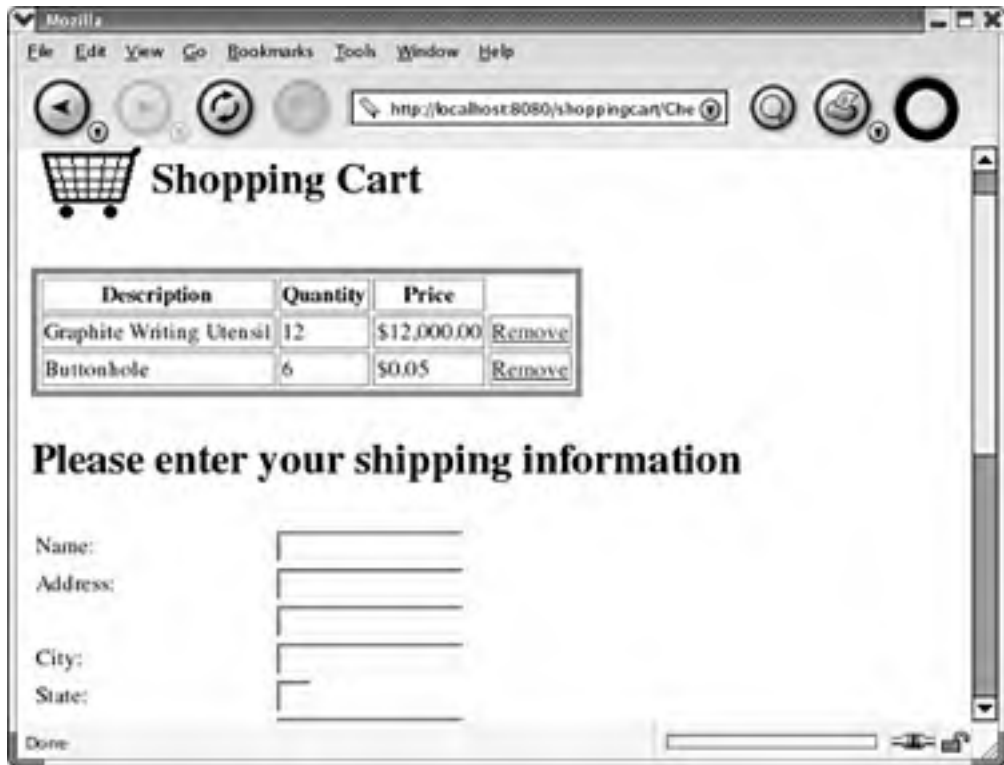 Mozilla
File Edit View Go Bookmarks Tools Window Help
http://localhost:8080/shoppingcart/Che
Shopping Cart
Description Quantity Price
Graphite Writing Utensil 12 $12,000.00 Remove
Buttonhole 6 $0.05 Remove
Please enter your shipping information
Name:
Address:
City:
State:
Done